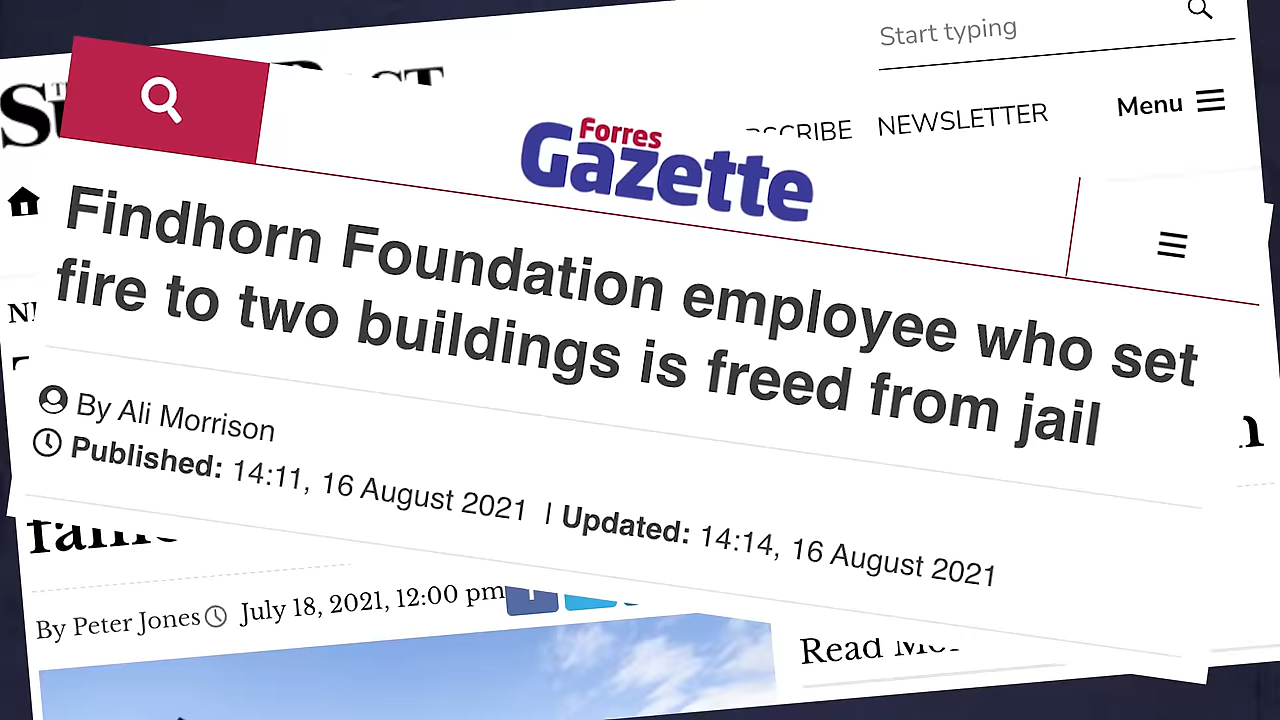 Start typing
NEWSLETTER
Menu
Forres
Gazette
Findhorn Foundation employee who set
fire to two buildings is freed from jail
By Ali Morrison
Published: 14:11, 16 August 2021 | Updated: 14:14, 16 August 2021
By Peter Jones July 18, 2021, 12:00 pm
Read